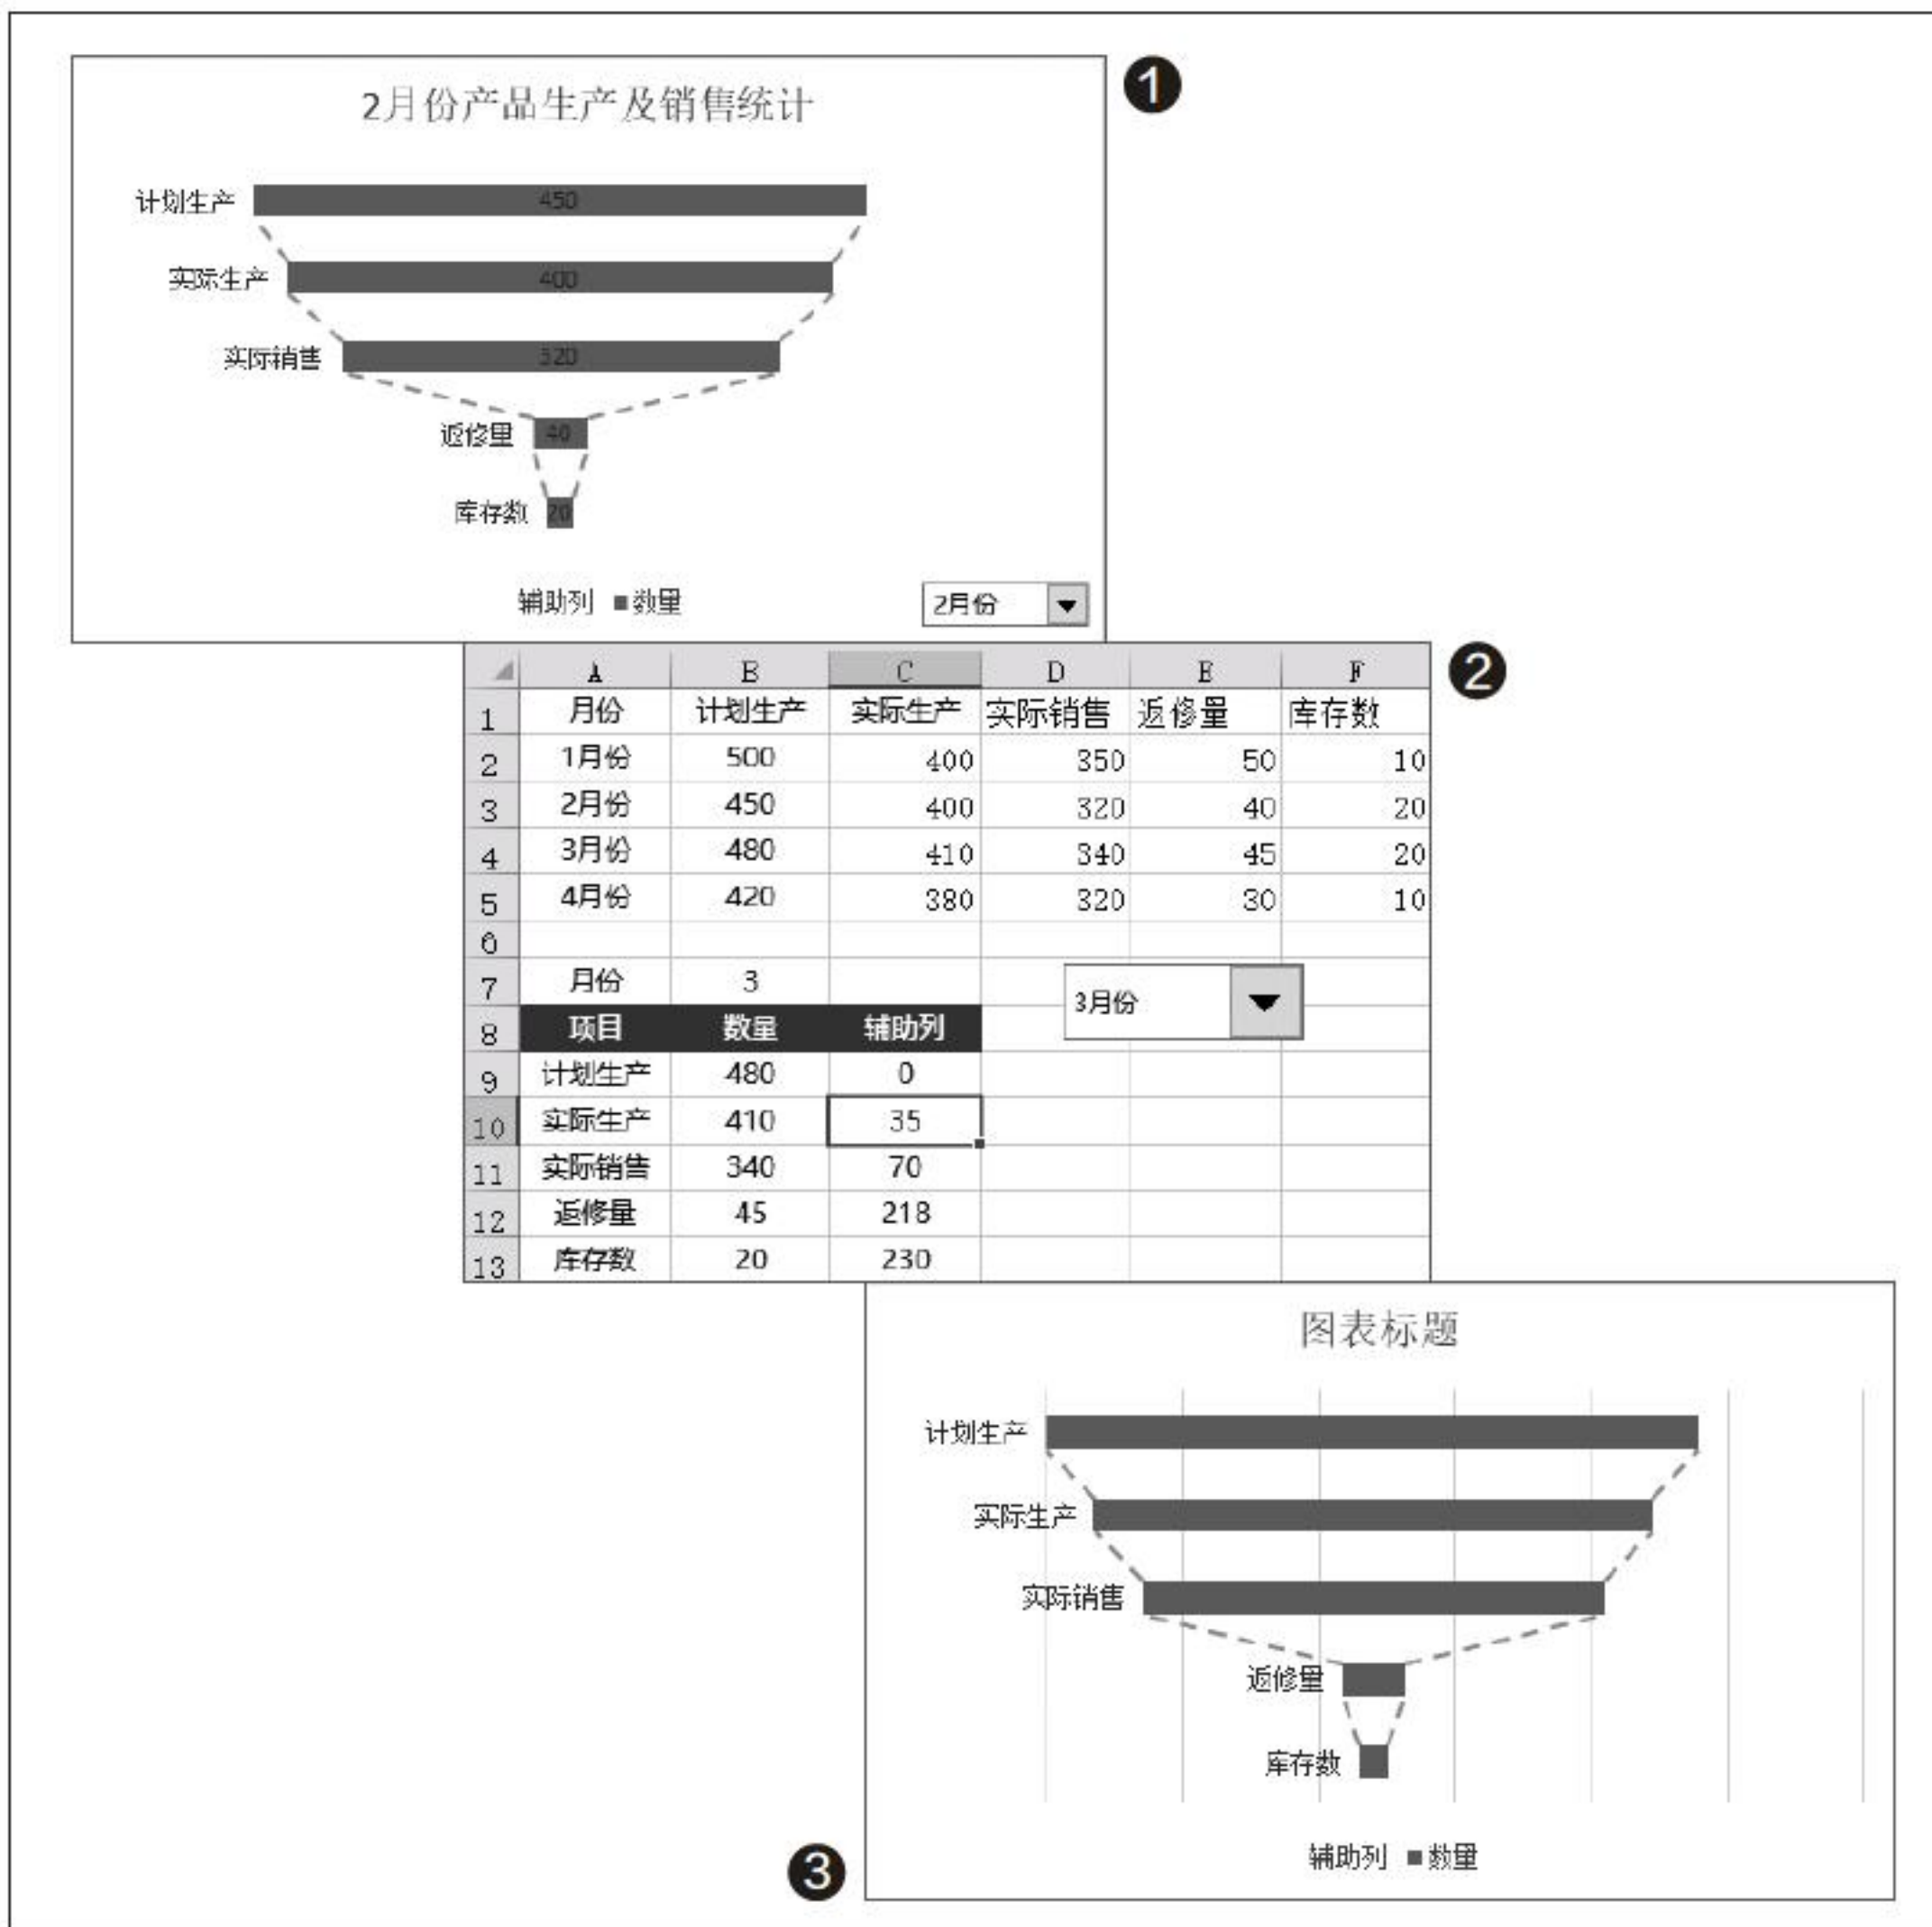 ❶
2月份产品生产及销售统计
计划生产 450
实际生产 400
实际销售 320
返修量 40
库存数 20
辅助列 ■数量
2月份
❷
A B C D E F
1 月份 计划生产 实际生产 实际销售 返修量 库存数
2 1月份 500 400 350 50 10
3 2月份 450 400 320 40 20
4 3月份 480 410 340 45 20
5 4月份 420 380 320 30 10
6
7 月份 3 3月份
8 项目 数量 辅助列
9 计划生产 480 0
10 实际生产 410 35
11 实际销售 340 70
12 返修量 45 218
13 库存数 20 230
图表标题
计划生产
实际生产
实际销售
返修量
库存数
辅助列 ■数量
❸